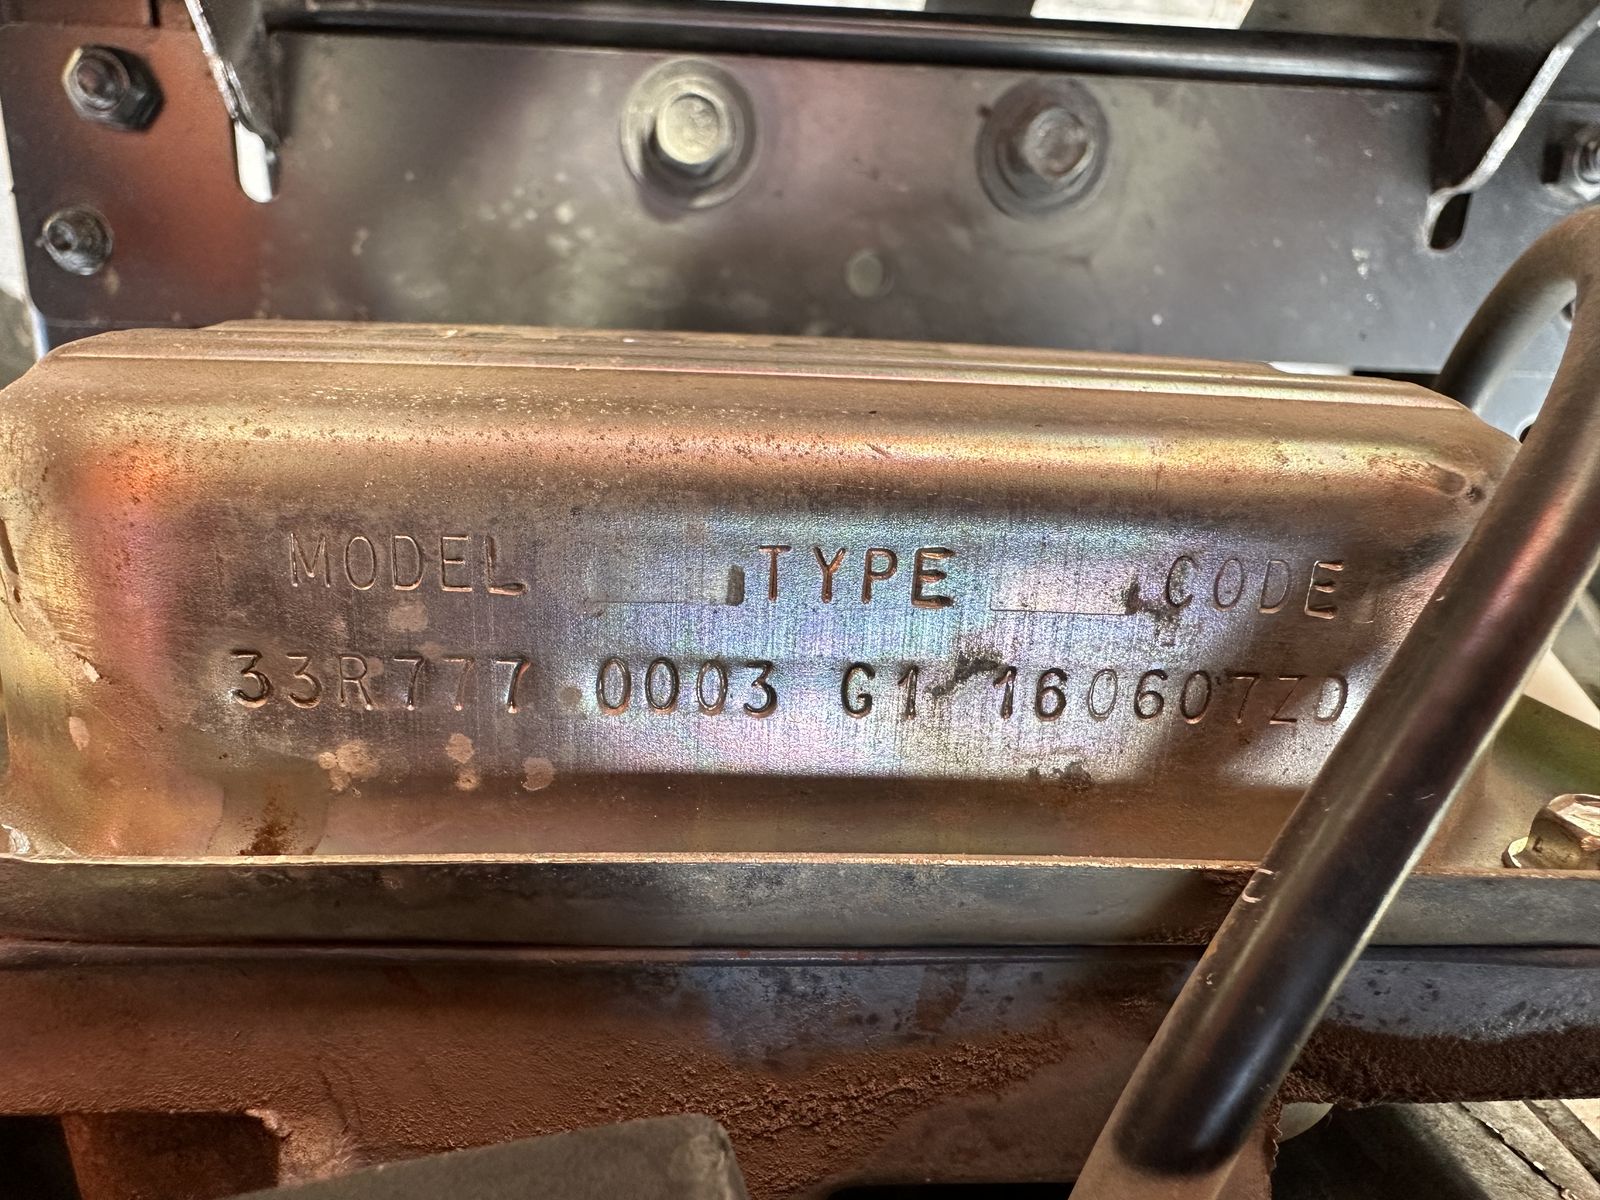 MODEL TYPE CODE
33R777 0003 G1 160607ZD